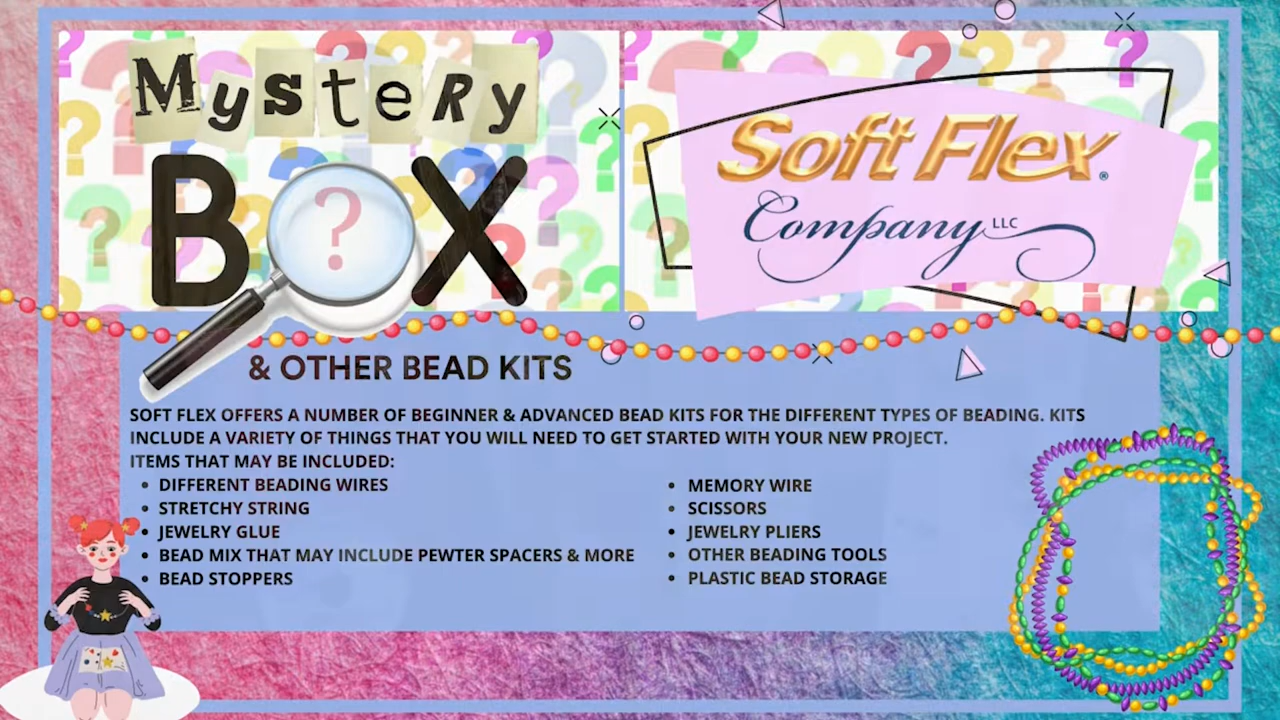 Mystery
BOX
?
Soft Flex®
Company LLC
& OTHER BEAD KITS
SOFT FLEX OFFERS A NUMBER OF BEGINNER & ADVANCED BEAD KITS FOR THE DIFFERENT TYPES OF BEADING. KITS
INCLUDE A VARIETY OF THINGS THAT YOU WILL NEED TO GET STARTED WITH YOUR NEW PROJECT.
ITEMS THAT MAY BE INCLUDED:
• DIFFERENT BEADING WIRES
• STRETCHY STRING
• JEWELRY GLUE
• BEAD MIX THAT MAY INCLUDE PEWTER SPACERS & MORE
• BEAD STOPPERS
• MEMORY WIRE
• SCISSORS
• JEWELRY PLIERS
• OTHER BEADING TOOLS
• PLASTIC BEAD STORAGE